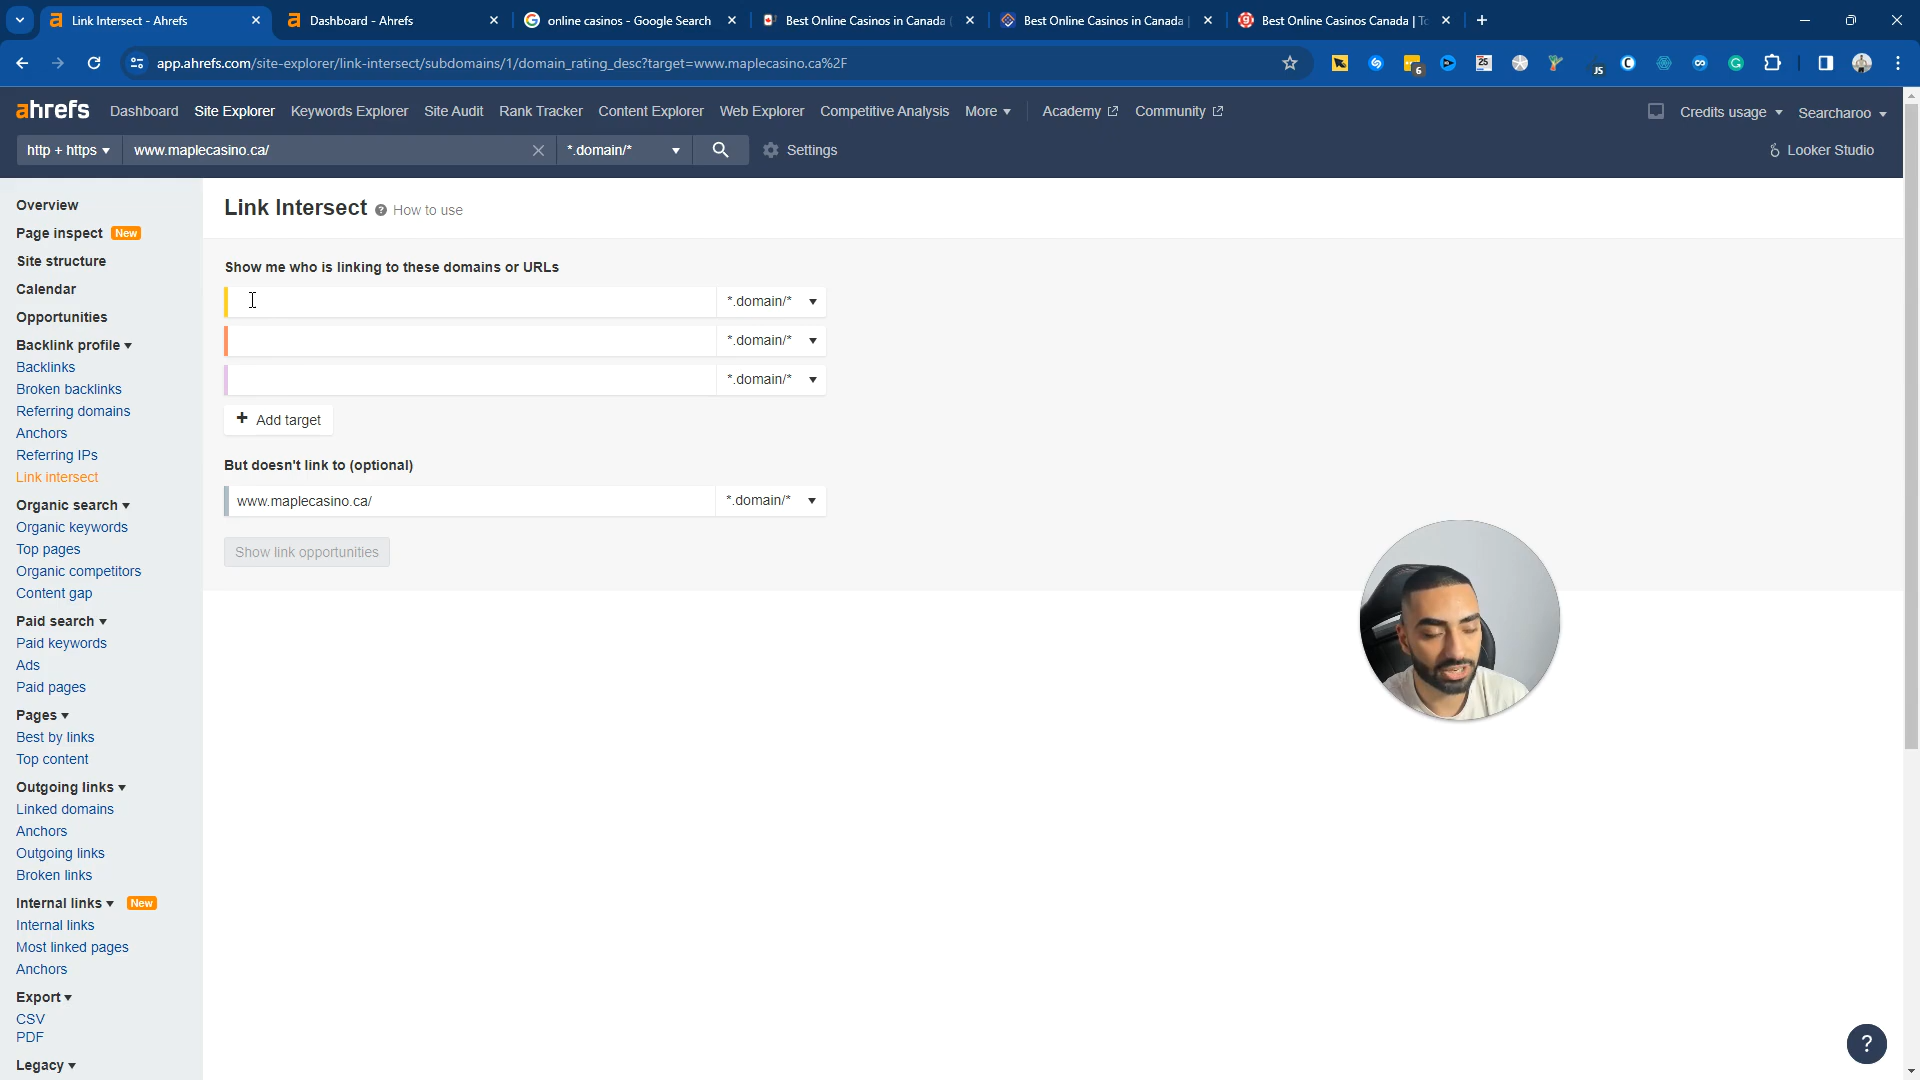 Link Intersect - Ahrefs
Dashboard - Ahrefs
online casinos - Google Search
Best Online Casinos in Canada
Best Online Casinos in Canada
Best Online Casinos Canada | To
app.ahrefs.com/site-explorer/link-intersect/subdomains/1/domain_rating_desc?target=www.maplecasino.ca%2F
6
25
JS
ahrefs
Dashboard
Site Explorer
Keywords Explorer
Site Audit
Rank Tracker
Content Explorer
Web Explorer
Competitive Analysis
More
Academy
Community
Credits usage
Searcharoo
http + https
www.maplecasino.ca/
*.domain/*
Settings
Looker Studio
Overview
Page inspect New
Site structure
Calendar
Opportunities
Backlink profile
Backlinks
Broken backlinks
Referring domains
Anchors
Referring IPs
Link intersect
Organic search
Organic keywords
Top pages
Organic competitors
Content gap
Paid search
Paid keywords
Ads
Paid pages
Pages
Best by links
Top content
Outgoing links
Linked domains
Anchors
Outgoing links
Broken links
Internal links New
Internal links
Most linked pages
Anchors
Export
CSV
PDF
Legacy
Link Intersect ? How to use
Show me who is linking to these domains or URLs
*.domain/*
*.domain/*
*.domain/*
+ Add target
But doesn't link to (optional)
www.maplecasino.ca/ *.domain/*
Show link opportunities
?